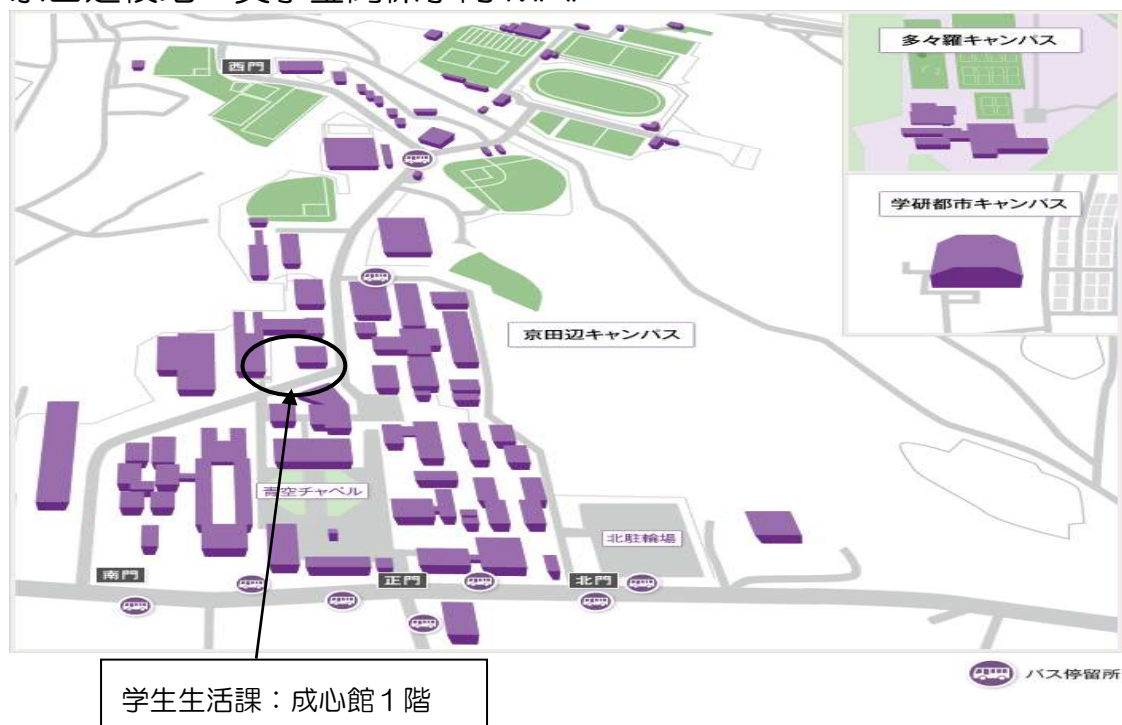 多々羅キャンパス
西門
学研都市キャンパス
京田辺キャンパス
青空チャペル
北駐輪場
南門
正門
北門
バス停留所
学生生活課：成心館１階